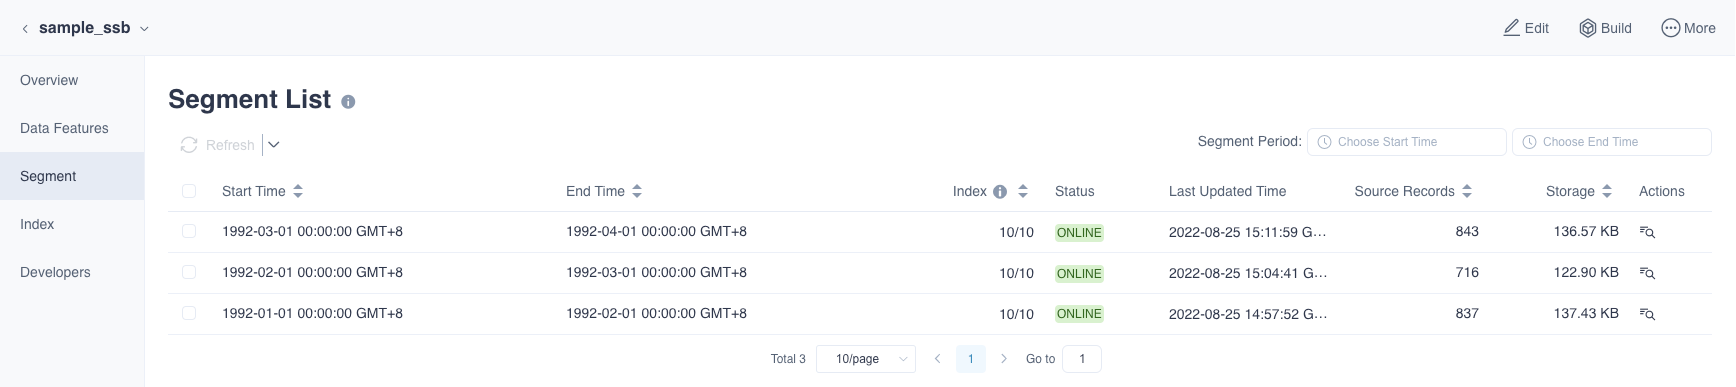 sample_ssb
Edit Build More
Overview
Data Features
Segment
Index
Developers
Segment List
Refresh
Segment Period: Choose Start Time Choose End Time
Start Time End Time Index Status Last Updated Time Source Records Storage Actions
1992-03-01 00:00:00 GMT+8 1992-04-01 00:00:00 GMT+8 10/10 ONLINE 2022-08-25 15:11:59 G... 843 136.57 KB
1992-02-01 00:00:00 GMT+8 1992-03-01 00:00:00 GMT+8 10/10 ONLINE 2022-08-25 15:04:41 G... 716 122.90 KB
1992-01-01 00:00:00 GMT+8 1992-02-01 00:00:00 GMT+8 10/10 ONLINE 2022-08-25 14:57:52 G... 837 137.43 KB
Total 3 10/page 1 Go to 1